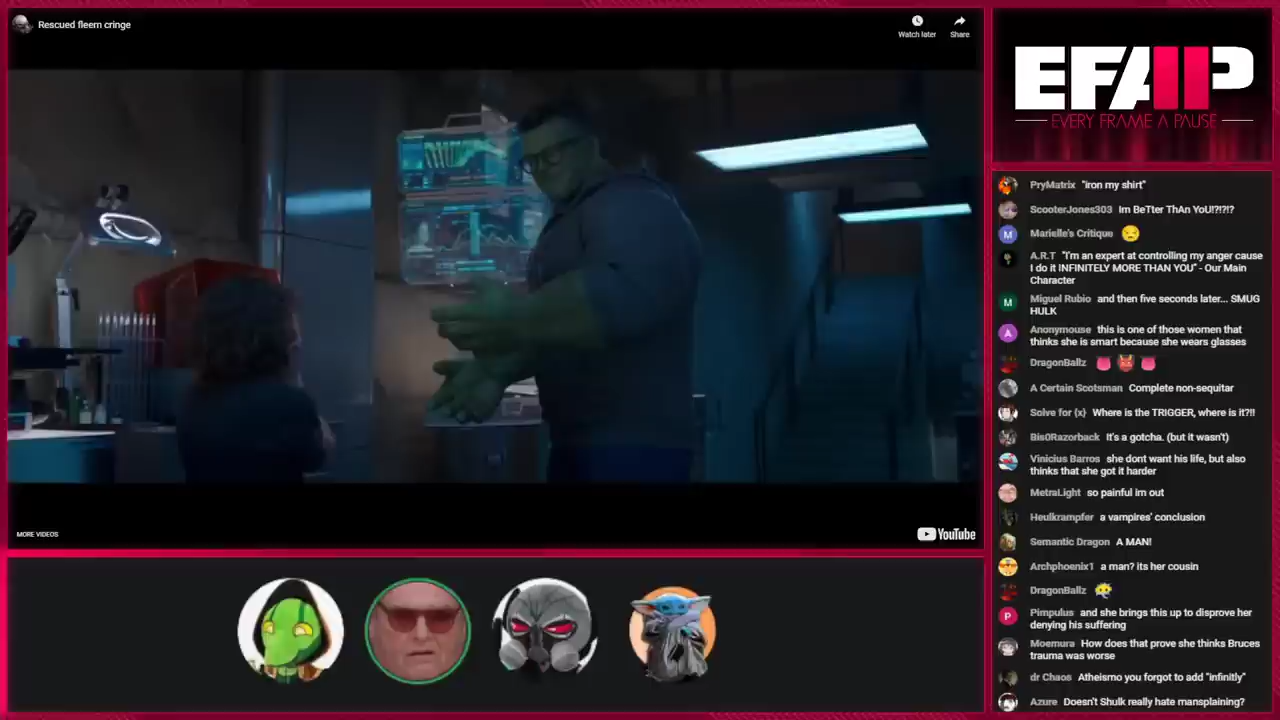 Rescued fleem cringe
Watch later
Share
MORE VIDEOS
YouTube
EFAP
EVERY FRAME A PAUSE
PryMatrix "iron my shirt"
ScooterJones303 Im BeTter ThAn YoU!?!?!?
M Marielle's Critique
A.R.T "I'm an expert at controlling my anger cause
I do it INFINITELY MORE THAN YOU" - Our Main
Character
M Miguel Rubio and then five seconds later... SMUG
HULK
A Anonymouse this is one of those women that
thinks she is smart because she wears glasses
DragonBallz
A Certain Scotsman Complete non-sequitar
Solve for {x} Where is the TRIGGER, where is it?!!
Bis0Razorback It's a gotcha. (but it wasn't)
Vinicius Barros she dont want his life, but also
thinks that she got it harder
MetraLight so painful im out
Heulkrampfer a vampires' conclusion
Semantic Dragon A MAN!
Archphoenix1 a man? its her cousin
DragonBallz
P Pimpulus and she brings this up to disprove her
denying his suffering
Moemura How does that prove she thinks Bruces
trauma was worse
dr Chaos Atheismo you forgot to add "infinitly"
Azure Doesn't Shulk really hate mansplaining?